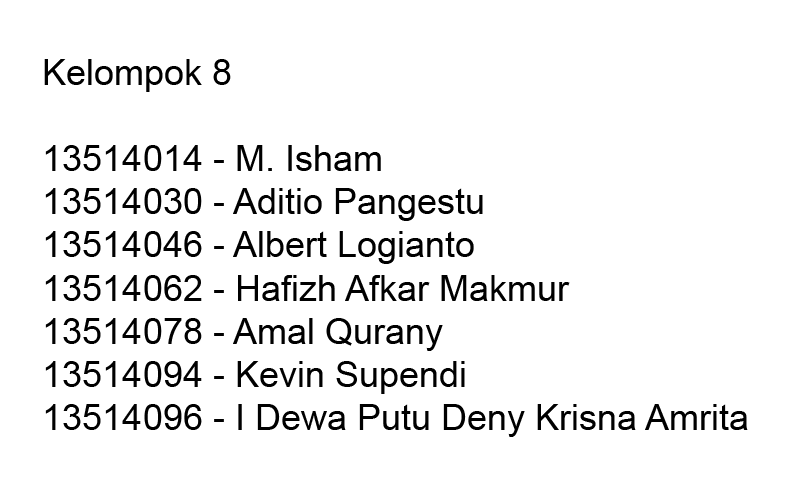 Kelompok 8
13514014 - M. Isham
13514030 - Aditio Pangestu
13514046 - Albert Logianto
13514062 - Hafizh Afkar Makmur
13514078 - Amal Qurany
13514094 - Kevin Supendi
13514096 - I Dewa Putu Deny Krisna Amrita